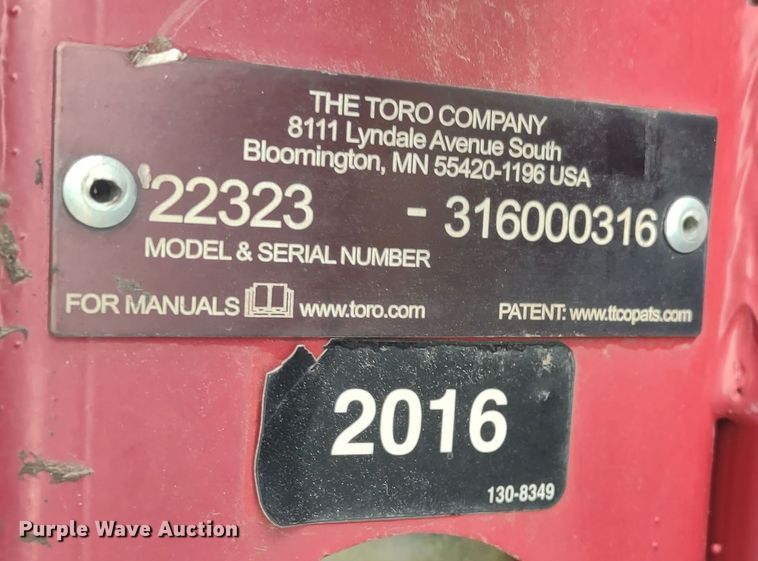 THE TORO COMPANY
8111 Lyndale Avenue South
Bloomington, MN 55420-1196 USA
22323 - 316000316
MODEL & SERIAL NUMBER
FOR MANUALS www.toro.com PATENT: www.ttcopats.com
2016
130-8349
Purple Wave Auction